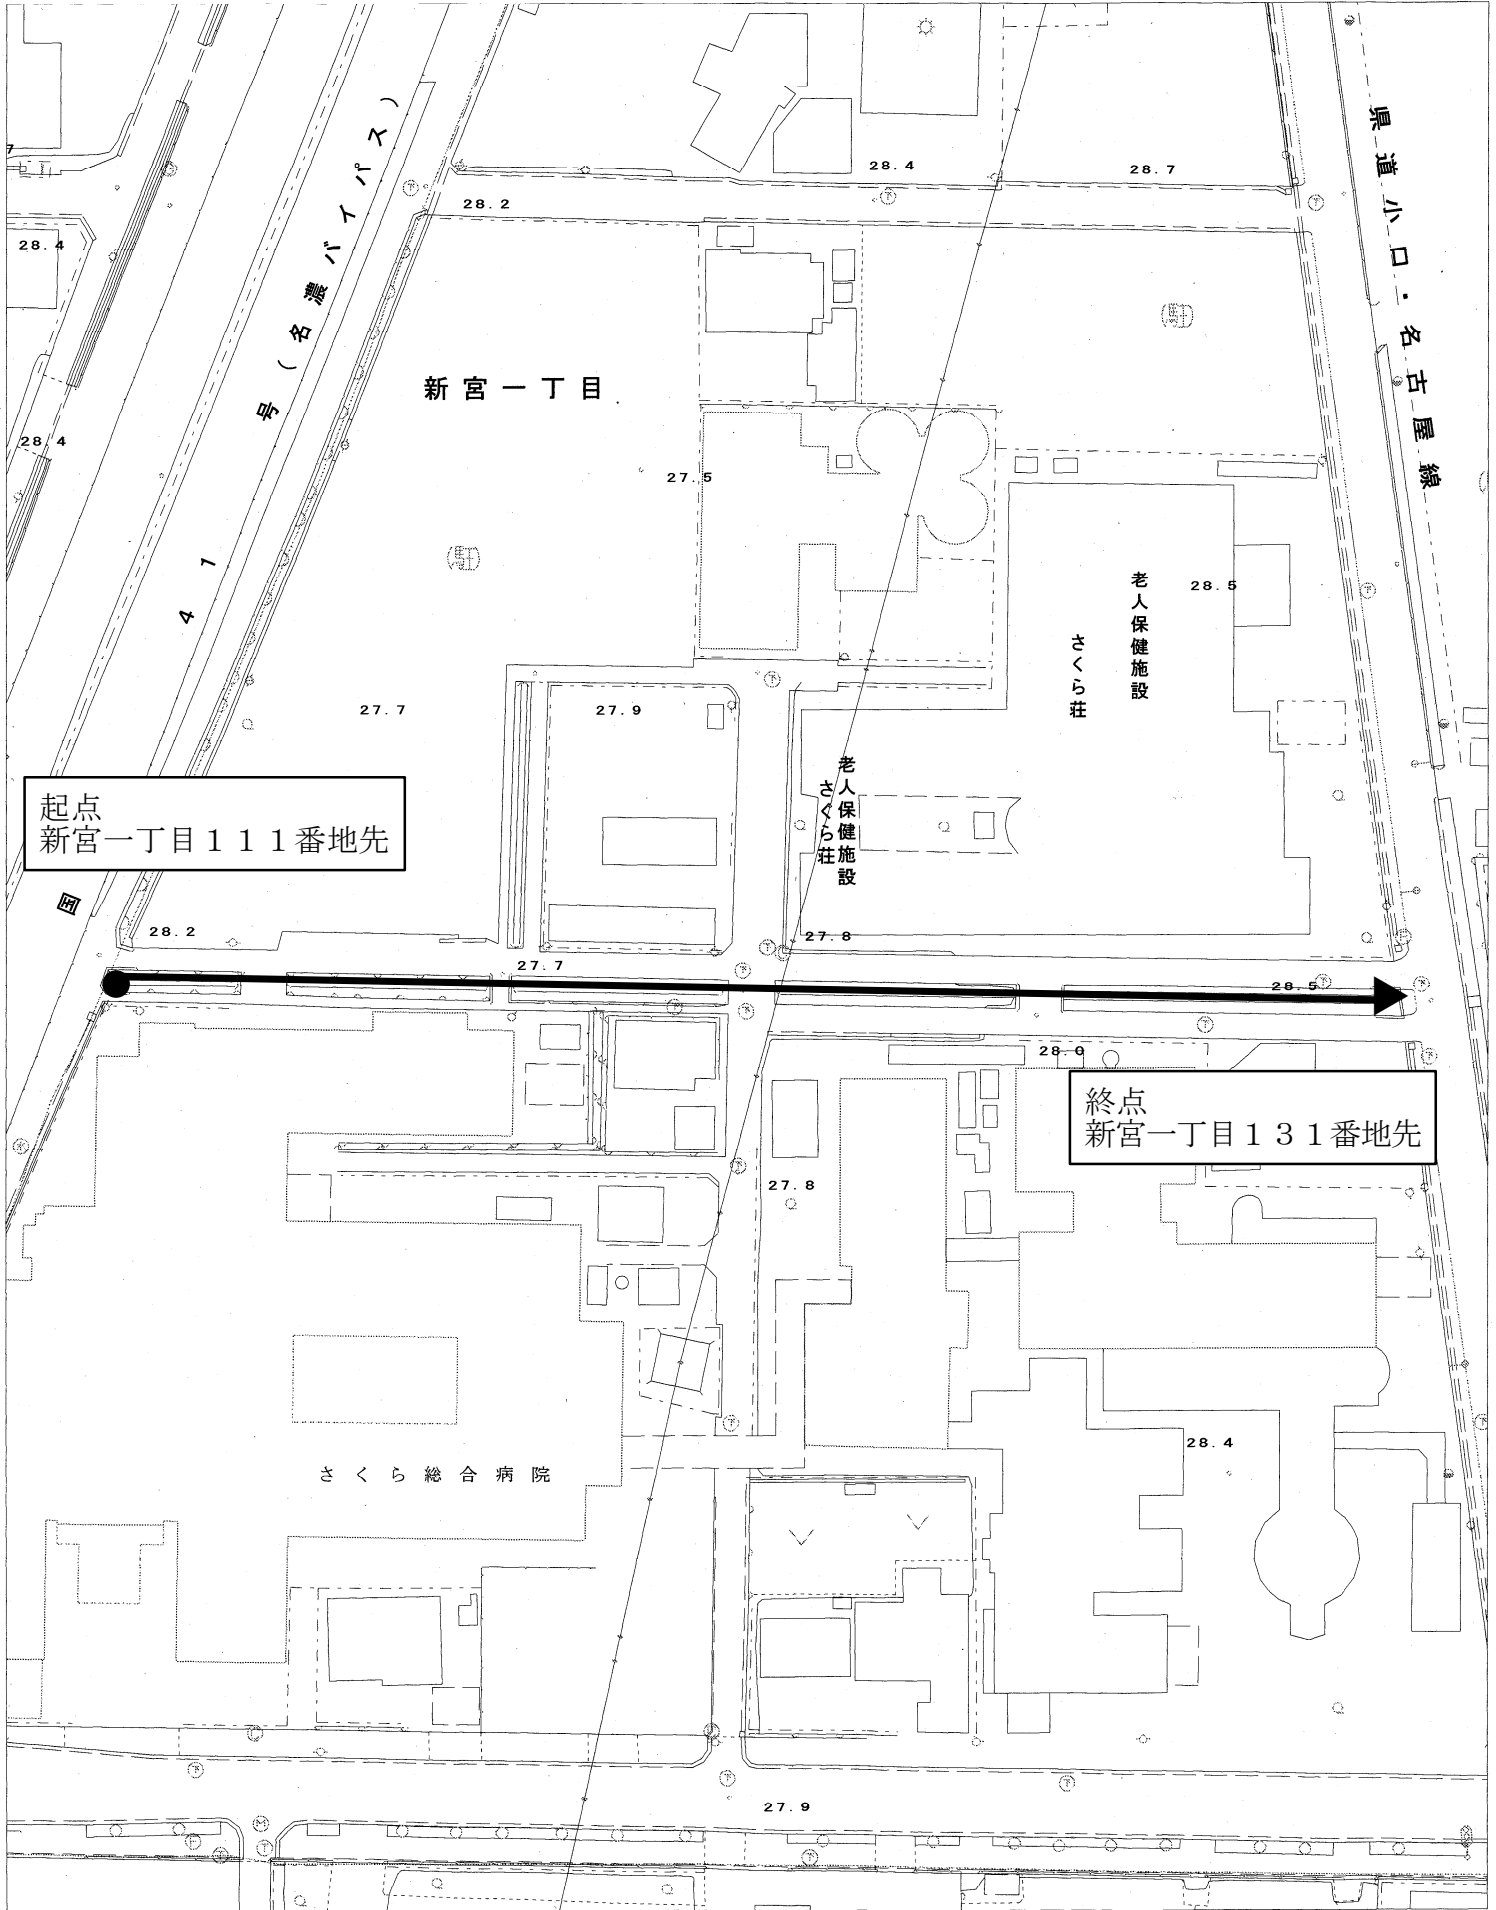 28.4
28.7
28.2
28.4
県道小口・名古屋線
国
41
号(名濃バイパス)
新宮一丁目
28.4
27.5
28.5
老人保健施設
さくら荘
27.7
27.9
老人保健施設
さくら荘
起点
新宮一丁目111番地先
28.2
27.8
27.7
28.5
28.0
終点
新宮一丁目131番地先
27.8
28.4
さくら総合病院
27.9